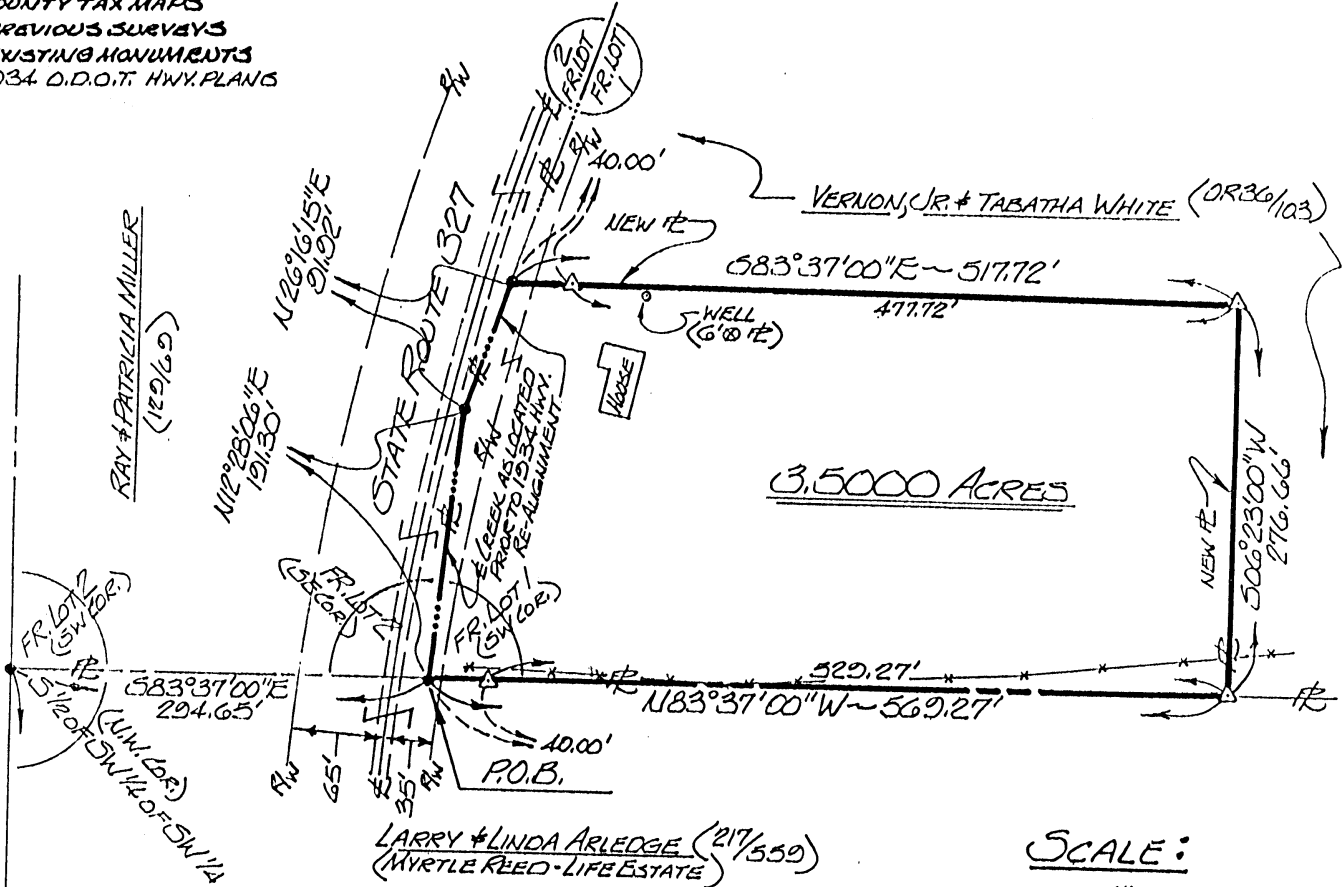 COUNTY TAX MAPS
PREVIOUS SURVEYS
EXISTING MONUMENTS
1934 O.D.O.T. HWY. PLANS
2
FR. LOT
FR. LOT
1
R/W
R/W
40.00'
VERNON, JR. & TABATHA WHITE (OR36/103)
NEW PL
S83°37'00"E ~ 517.72'
477.72'
WELL
(6'⊗ PL)
HOUSE
N26°16'15"E
91.92'
STATE ROUTE 327
RAY & PATRICIA MILLER
(129/69)
N12°28'06"E
191.30'
R/W
CREEK AS LOCATED
PRIOR TO 1934 HWY.
RE-ALIGNMENT
3.5000 ACRES
NEW PL
S06°23'00"W
276.66'
FR. LOT 2
(SE COR.)
FR. LOT 1
(SW COR.)
FR. LOT 2
(SW COR.)
PL
S83°37'00"E
294.65'
S 1/2 OF SW 1/4 OF SW 1/4
(N.W. COR.)
529.27'
PL
N83°37'00"W ~ 569.27'
PL
40.00'
P.O.B.
R/W
65'
35'
R/W
LARRY & LINDA ARLEDGE (217/559)
(MYRTLE REED - LIFE ESTATE)
SCALE: